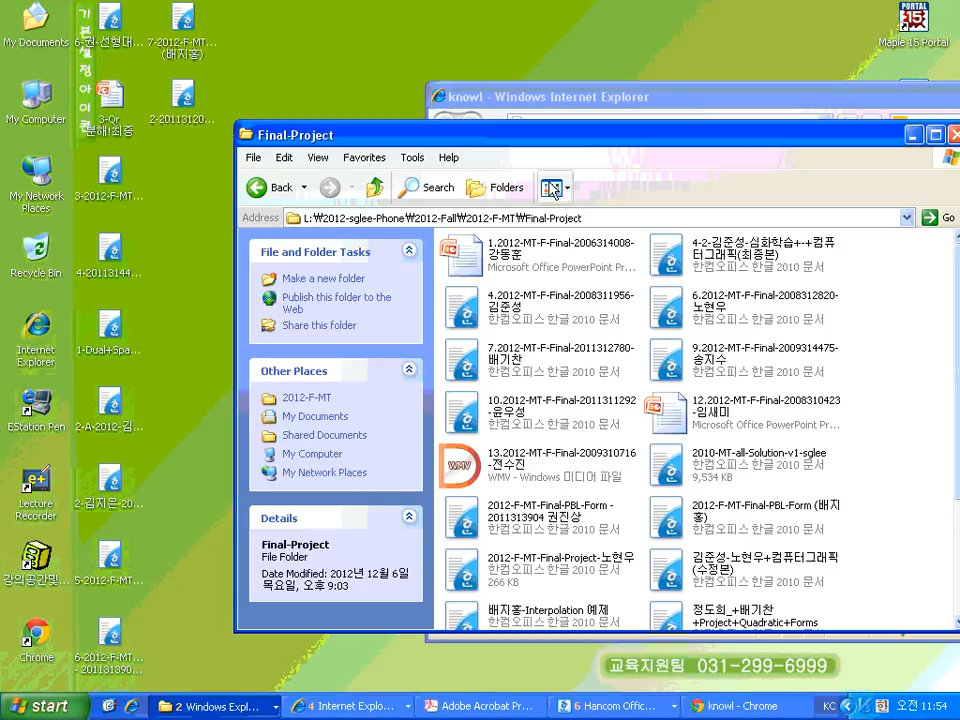 My Documents
6-권-선형대...
7-2012-F-MT...
(배지홍)
Maple 15 Portal
My Computer
3-Or
분해!최종
2-20113120...
My Network
Places
3-2012-F-MT...
Recycle Bin
4-20113144...
Internet
Explorer
1-Dual+Spa...
EStation Pen
2-A-2012-김...
Lecture
Recorder
2-김지은-20...
5-2012-F-MT...
Chrome
6-2012-F-MT...
- 201131390...
knowl - Windows Internet Explorer
Final-Project
File Edit View Favorites Tools Help
Back Search Folders
Address L:₩2012-sglee-Phone₩2012-Fall₩2012-F-MT₩Final-Project Go
File and Folder Tasks
Make a new folder
Publish this folder to the
Web
Share this folder
Other Places
2012-F-MT
My Documents
Shared Documents
My Computer
My Network Places
Details
Final-Project
File Folder
Date Modified: 2012년 12월 6일
목요일, 오후 9:03
1.2012-MT-F-Final-2006314008-
강동훈
Microsoft Office PowerPoint Pr...
4-2-김준성-심화학습+-+컴퓨
터그래픽(최종본)
한컴오피스 한글 2010 문서
4.2012-MT-F-Final-2008311956-
김준성
한컴오피스 한글 2010 문서
6.2012-MT-F-Final-2008312820-
노현우
한컴오피스 한글 2010 문서
7.2012-MT-F-Final-2011312780-
배기찬
한컴오피스 한글 2010 문서
9.2012-MT-F-Final-2009314475-
송지수
한컴오피스 한글 2010 문서
10.2012-MT-F-Final-2011311292
-윤우성
한컴오피스 한글 2010 문서
12.2012-MT-F-Final-2008310423
-임새미
Microsoft Office PowerPoint Pr...
WMV
13.2012-MT-F-Final-2009310716
-전수진
WMV - Windows 미디어 파일
2010-MT-all-Solution-v1-sglee
한컴오피스 한글 2010 문서
9,534 KB
2012-F-MT-Final-PBL-Form -
2011313904 권진상
한컴오피스 한글 2010 문서
2012-F-MT-Final-PBL-Form (배지
홍)
한컴오피스 한글 2010 문서
2012-F-MT-Final-Project-노현우
한컴오피스 한글 2010 문서
266 KB
김준성-노현우+컴퓨터그래픽
(수정본)
한컴오피스 한글 2010 문서
배지홍-Interpolation 예제
한컴오피스 한글 2010 문서
정도희_+배기찬
+Project+Quadratic+Forms
한컴오피스 한글 2010 문서
교육지원팀 031-299-6999
start
2 Windows Expl...
4 Internet Explo...
Adobe Acrobat Pr...
6 Hancom Offic...
knowl - Chrome
KC
오전 11:54